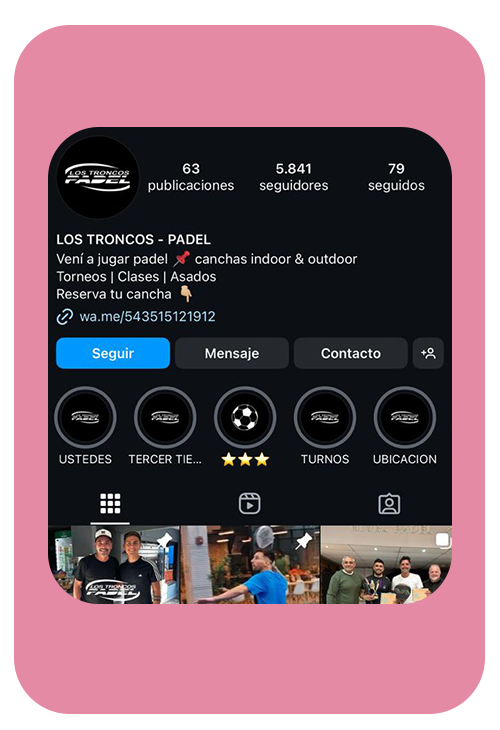 LOS TRONCOS
PADEL
63
publicaciones
5.841
seguidores
79
seguidos
LOS TRONCOS - PADEL
Vení a jugar padel 📌 canchas indoor & outdoor
Torneos | Clases | Asados
Reserva tu cancha 👇🏼
wa.me/543515121912
Seguir
Mensaje
Contacto
USTEDES
TERCER TIE...
⭐⭐⭐
TURNOS
UBICACION
LOS TRONCOS
PADEL